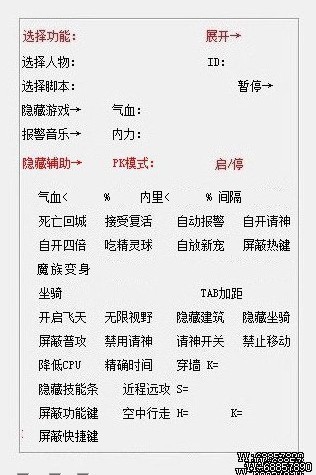 选择功能: 展开→
选择人物: ID:
选择脚本: 暂停→
隐藏游戏→ 气血:
报警音乐→ 内力:
隐藏辅助→ PK模式: 启/停
气血< % 内里< % 间隔
死亡回城 接受复活 自动报警 自开请神
自开四倍 吃精灵球 自放新宠 屏蔽热键
魔族变身
坐骑 TAB加距
开启飞天 无限视野 隐藏建筑 隐藏坐骑
屏蔽普攻 禁用请神 请神开关 禁止移动
降低CPU 精确时间 穿墙 K=
隐藏技能条 近程远攻 S=
屏蔽功能键 空中行走 H= K=
屏蔽快捷键
YY-68857890